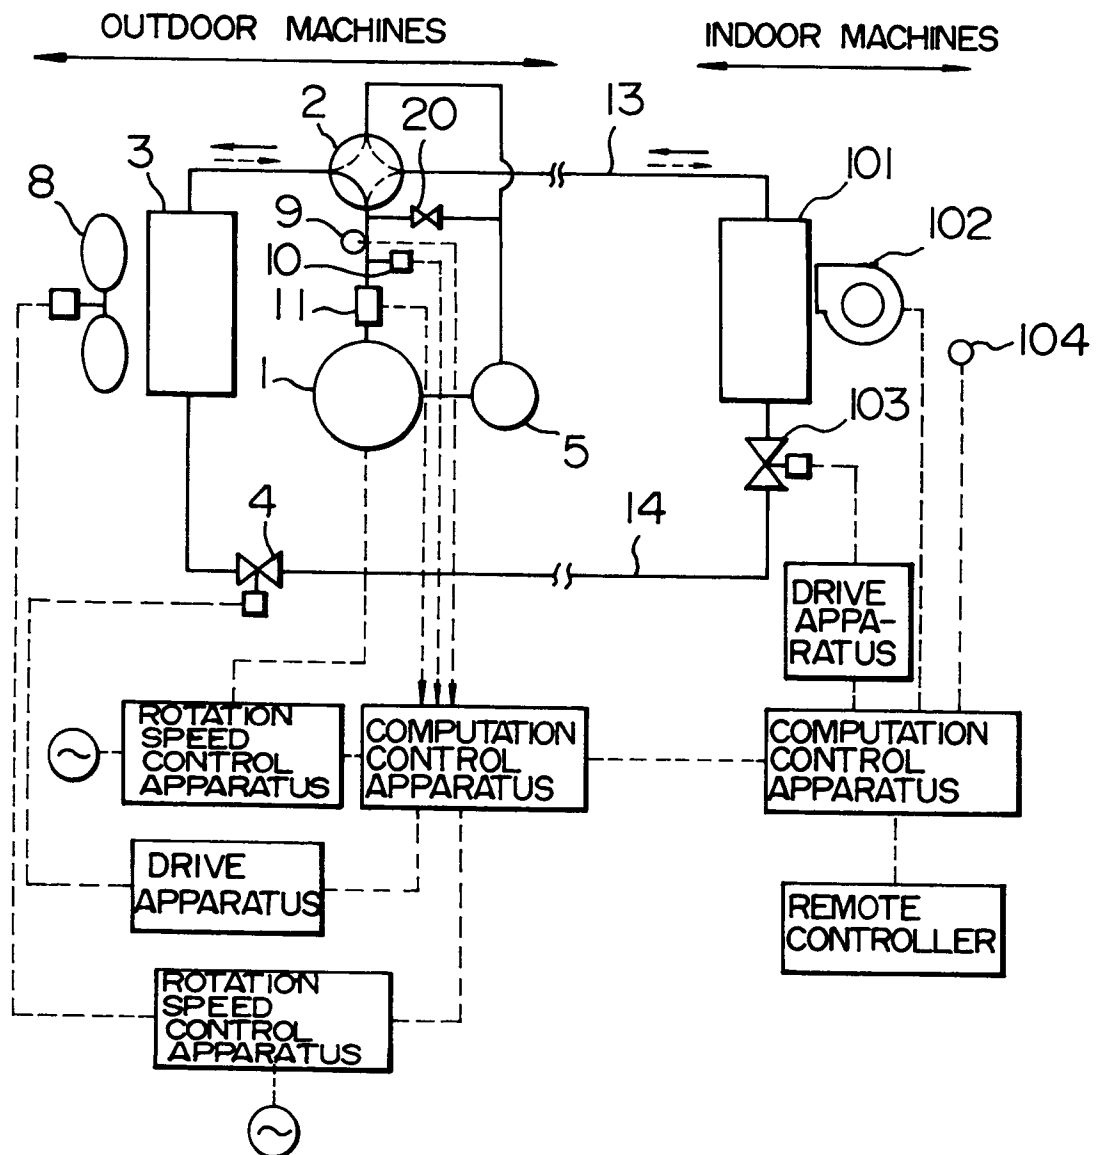 OUTDOOR MACHINES
INDOOR MACHINES
2
20
13
3
8
9
10
11
1
5
101
102
104
103
4
14
DRIVE
APPA-
RATUS
ROTATION
SPEED
CONTROL
APPARATUS
COMPUTATION
CONTROL
APPARATUS
COMPUTATION
CONTROL
APPARATUS
DRIVE
APPARATUS
REMOTE
CONTROLLER
ROTATION
SPEED
CONTROL
APPARATUS